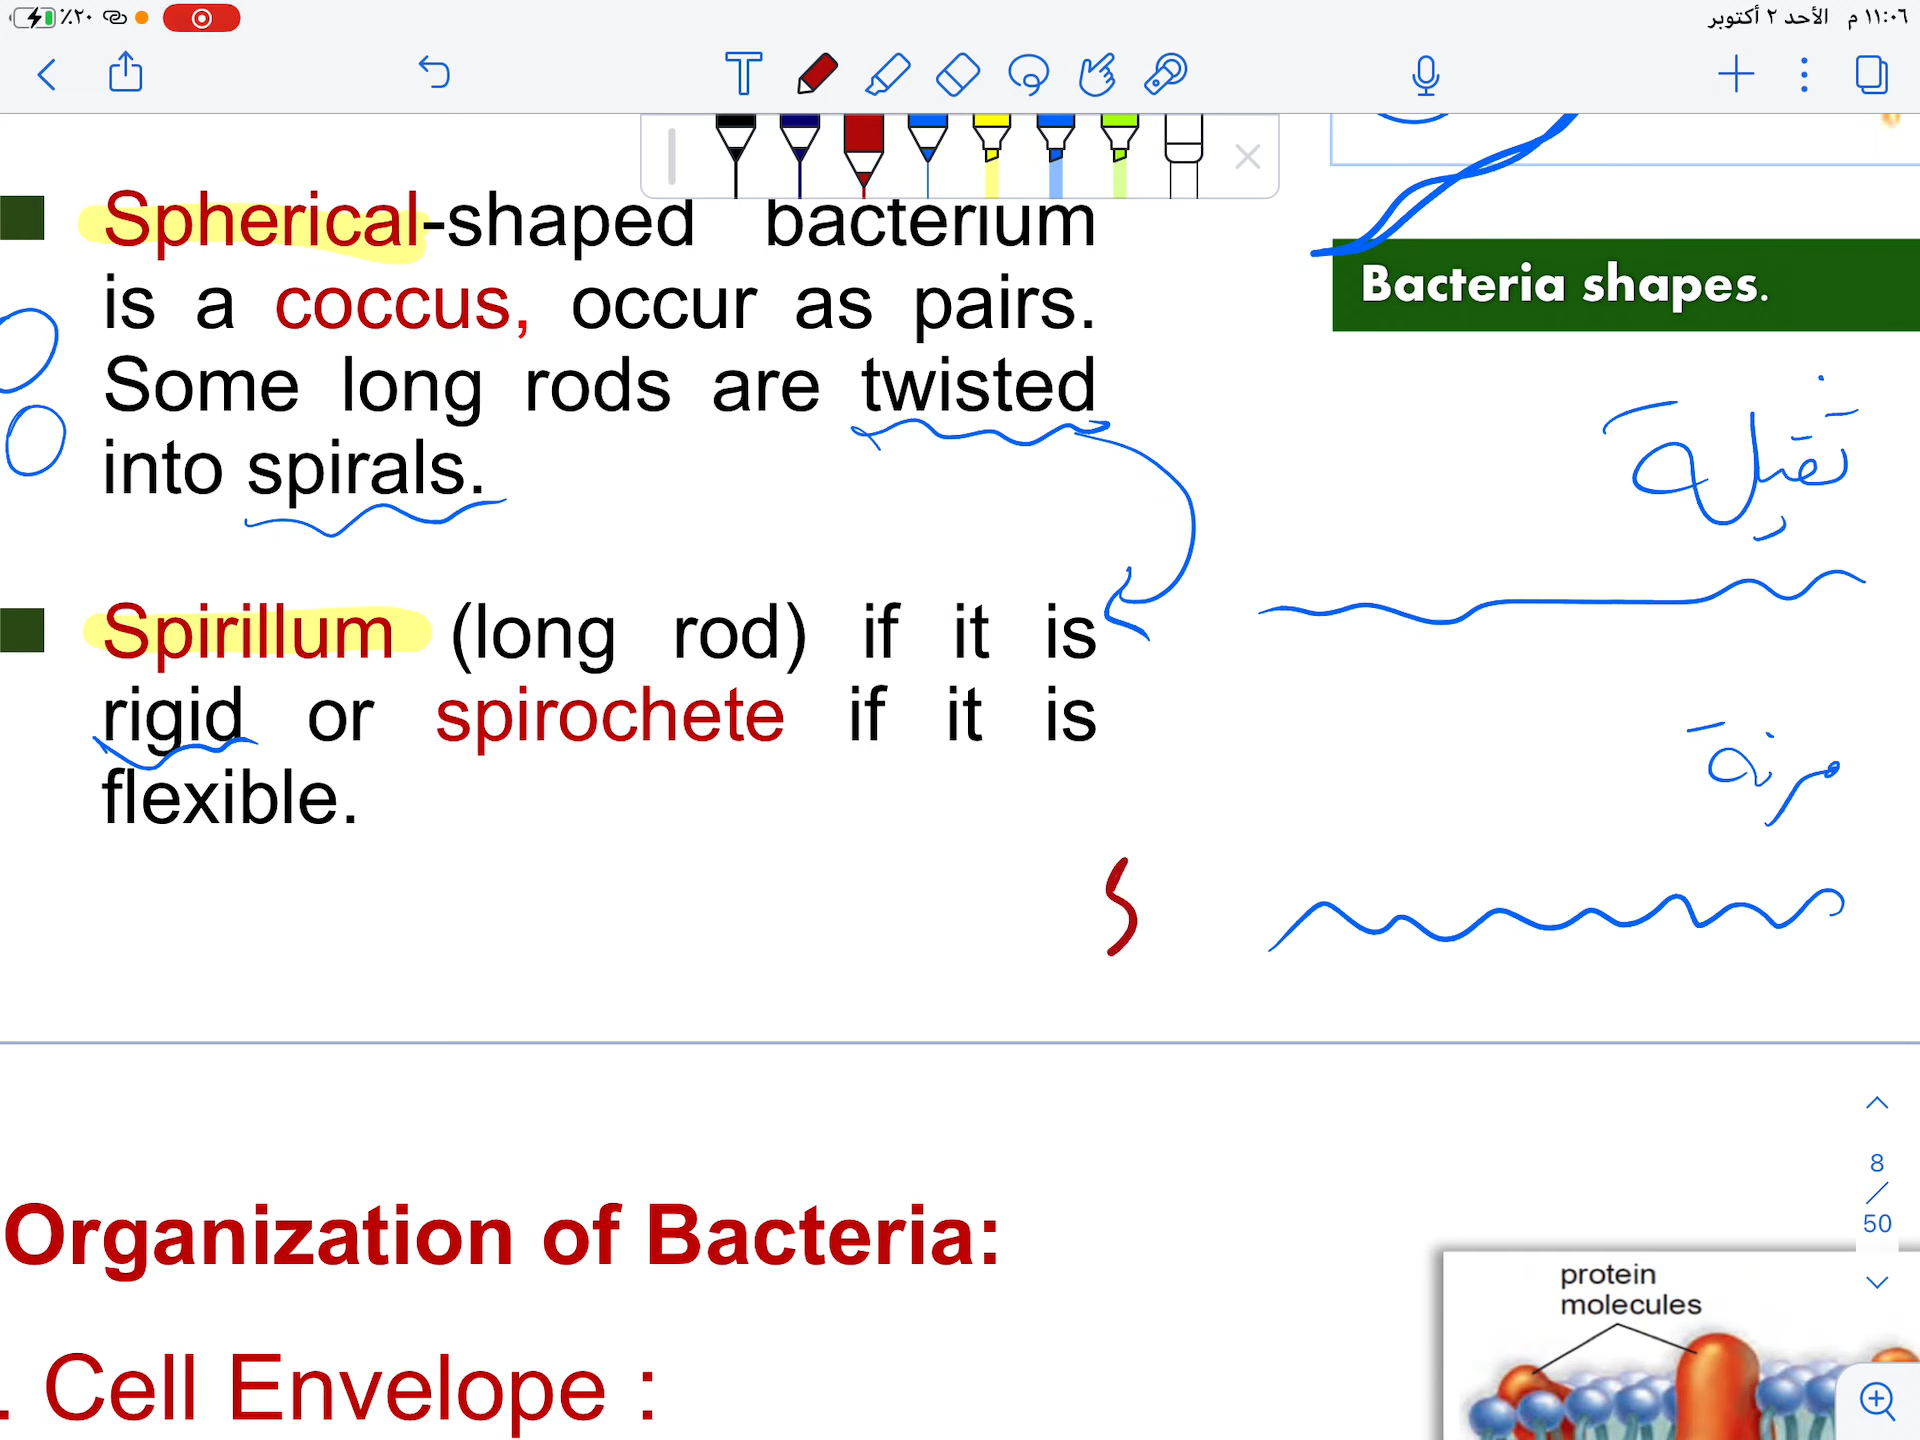 ٪٢٠
١١:٠٦ م الأحد ٢ أكتوبر
Spherical-shaped bacterium
is a coccus, occur as pairs.
Some long rods are twisted
into spirals.
Spirillum (long rod) if it is
rigid or spirochete if it is
flexible.
Bacteria shapes.
ثقيلة
مرنة
8
/
50
Organization of Bacteria:
. Cell Envelope :
protein
molecules